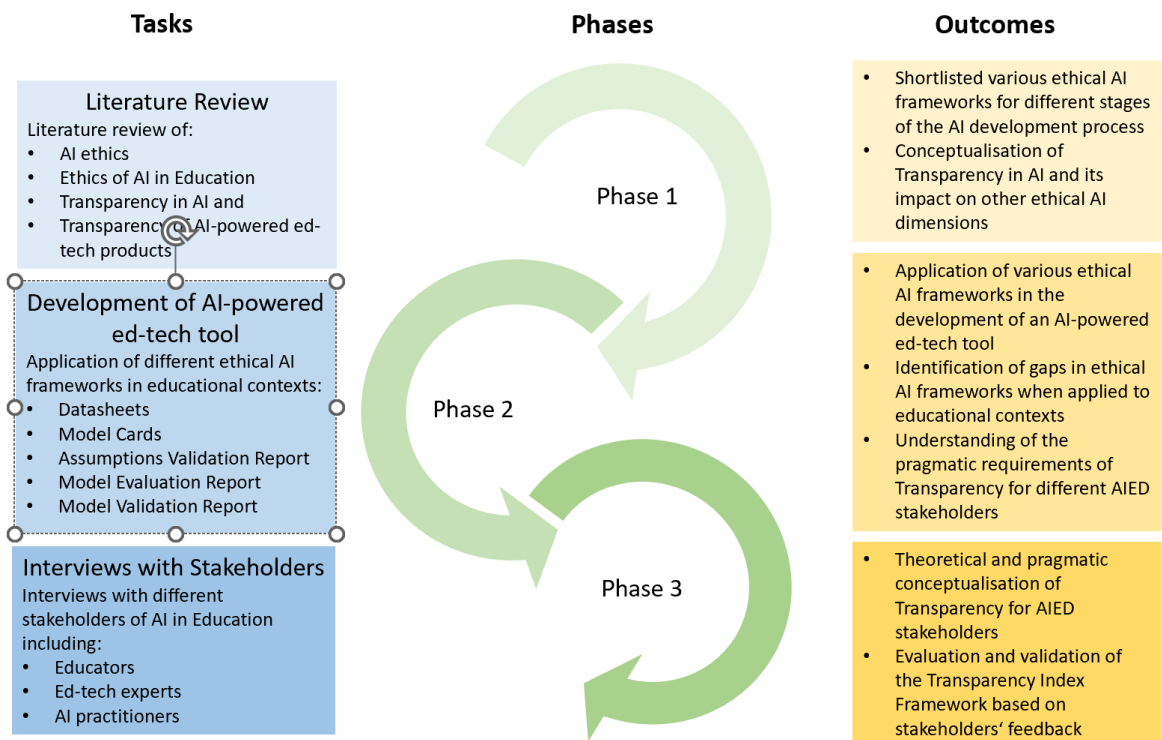 Tasks
Phases
Outcomes
Literature Review
Literature review of:
• AI ethics
• Ethics of AI in Education
• Transparency in AI and
• Transparency of AI-powered ed-
tech products
Development of AI-powered
ed-tech tool
Application of different ethical AI
frameworks in educational contexts:
• Datasheets
• Model Cards
• Assumptions Validation Report
• Model Evaluation Report
• Model Validation Report
Interviews with Stakeholders
Interviews with different
stakeholders of AI in Education
including:
• Educators
• Ed-tech experts
• AI practitioners
Phase 1
Phase 2
Phase 3
• Shortlisted various ethical AI
frameworks for different stages
of the AI development process
• Conceptualisation of
Transparency in AI and its
impact on other ethical AI
dimensions
• Application of various ethical
AI frameworks in the
development of an AI-powered
ed-tech tool
• Identification of gaps in ethical
AI frameworks when applied to
educational contexts
• Understanding of the
pragmatic requirements of
Transparency for different AIED
stakeholders
• Theoretical and pragmatic
conceptualisation of
Transparency for AIED
stakeholders
• Evaluation and validation of
the Transparency Index
Framework based on
stakeholders‘ feedback